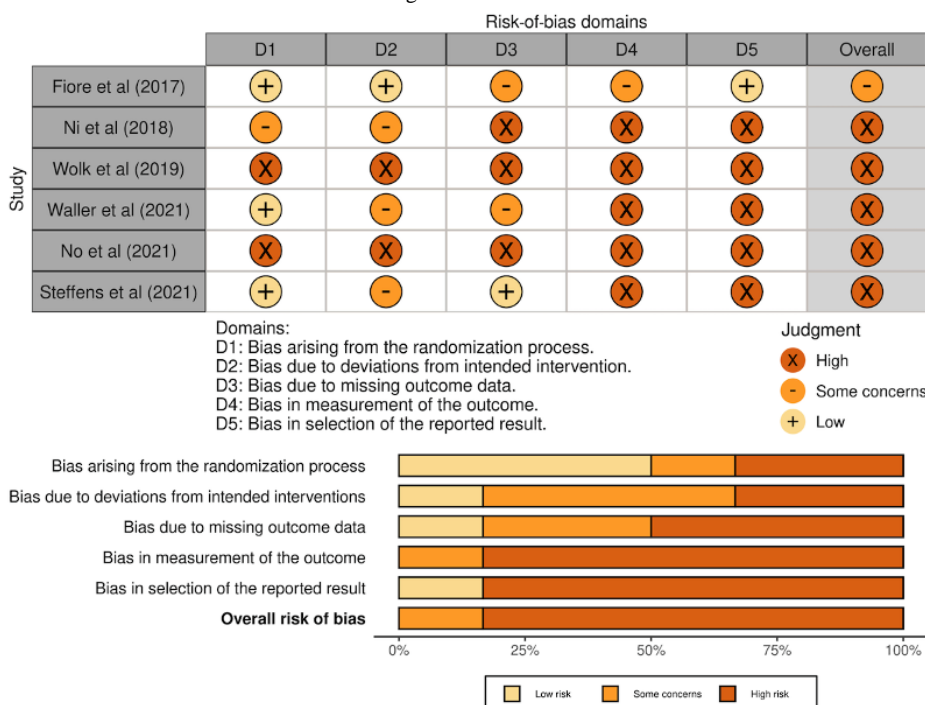 Risk-of-bias domains
D1 D2 D3 D4 D5 Overall
Study
Fiore et al (2017) + + - - + -
Ni et al (2018) - - X X X X
Wolk et al (2019) X X X X X X
Waller et al (2021) + - - X X X
No et al (2021) X X X X X X
Steffens et al (2021) + - + X X X
Domains:
D1: Bias arising from the randomization process.
D2: Bias due to deviations from intended intervention.
D3: Bias due to missing outcome data.
D4: Bias in measurement of the outcome.
D5: Bias in selection of the reported result.
Judgment
X High
- Some concerns
+ Low
Bias arising from the randomization process
Bias due to deviations from intended interventions
Bias due to missing outcome data
Bias in measurement of the outcome
Bias in selection of the reported result
Overall risk of bias
0% 25% 50% 75% 100%
Low risk Some concerns High risk